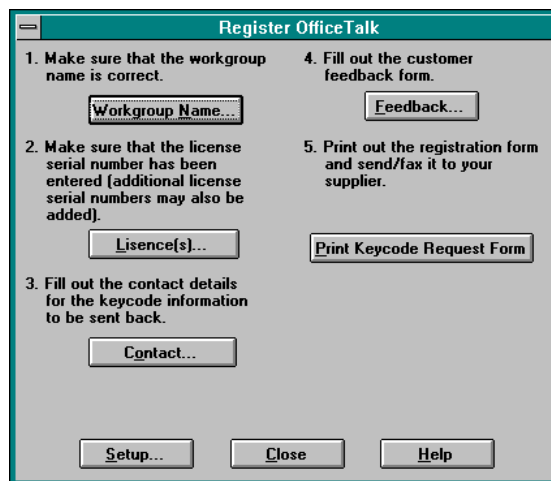 Register OfficeTalk
1. Make sure that the workgroup
name is correct.
Workgroup Name...
2. Make sure that the license
serial number has been
entered (additional license
serial numbers may also be
added).
Lisence(s)...
3. Fill out the contact details
for the keycode information
to be sent back.
Contact...
4. Fill out the customer
feedback form.
Feedback...
5. Print out the registration form
and send/fax it to your
supplier.
Print Keycode Request Form
Setup...
Close
Help